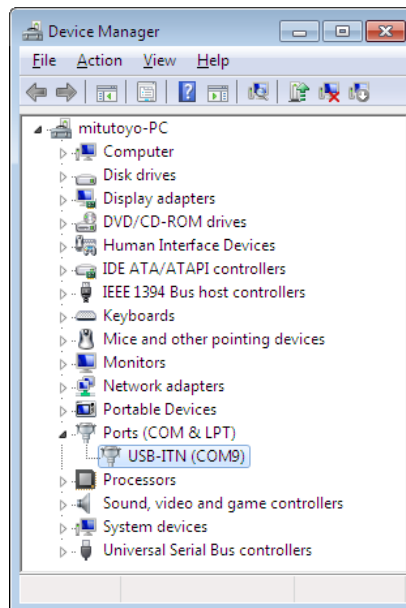 Device Manager
File Action View Help
mitutoyo-PC
Computer
Disk drives
Display adapters
DVD/CD-ROM drives
Human Interface Devices
IDE ATA/ATAPI controllers
IEEE 1394 Bus host controllers
Keyboards
Mice and other pointing devices
Monitors
Network adapters
Portable Devices
Ports (COM & LPT)
USB-ITN (COM9)
Processors
Sound, video and game controllers
System devices
Universal Serial Bus controllers